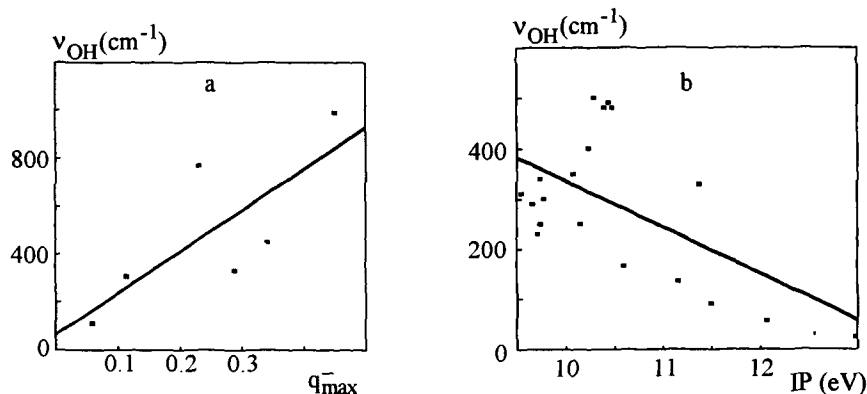 ν_OH(cm⁻¹)
a
800
400
0
0.1 0.2 0.3
q⁻_max
ν_OH(cm⁻¹)
b
400
200
0
10 11 12
IP (eV)